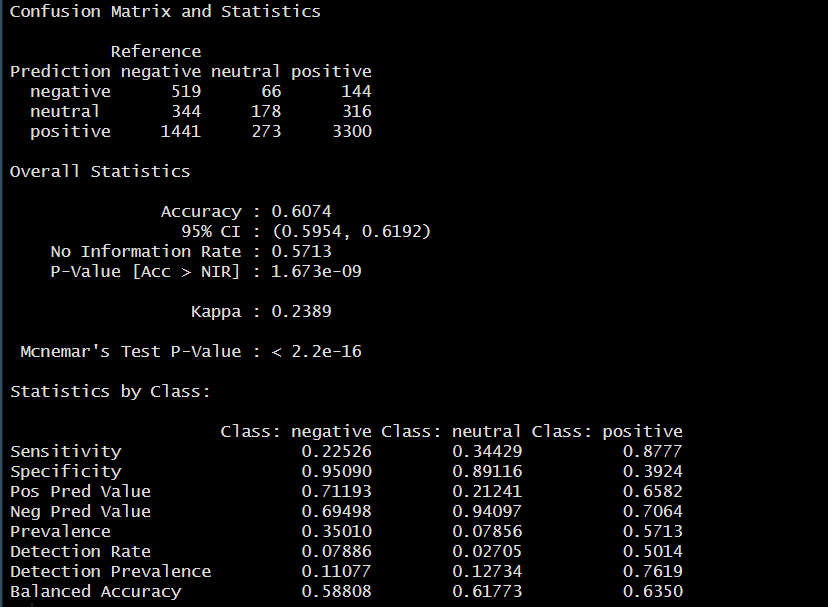 Confusion Matrix and Statistics
Reference
Prediction negative neutral positive
negative 519 66 144
neutral 344 178 316
positive 1441 273 3300
Overall Statistics
Accuracy : 0.6074
95% CI : (0.5954, 0.6192)
No Information Rate : 0.5713
P-Value [Acc > NIR] : 1.673e-09
Kappa : 0.2389
Mcnemar's Test P-Value : < 2.2e-16
Statistics by Class:
Class: negative Class: neutral Class: positive
Sensitivity 0.22526 0.34429 0.8777
Specificity 0.95090 0.89116 0.3924
Pos Pred Value 0.71193 0.21241 0.6582
Neg Pred Value 0.69498 0.94097 0.7064
Prevalence 0.35010 0.07856 0.5713
Detection Rate 0.07886 0.02705 0.5014
Detection Prevalence 0.11077 0.12734 0.7619
Balanced Accuracy 0.58808 0.61773 0.6350